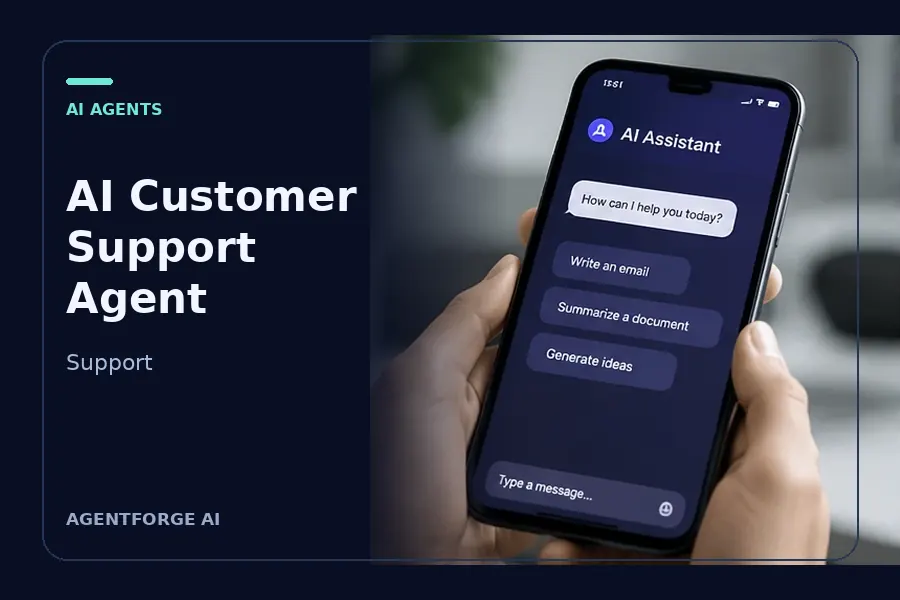 AI AGENTS
AI Customer
Support
Agent
Support
AGENTFORGE AI
AI Assistant
How can I help you today?
Write an email
Summarize a document
Generate ideas
Type a message...